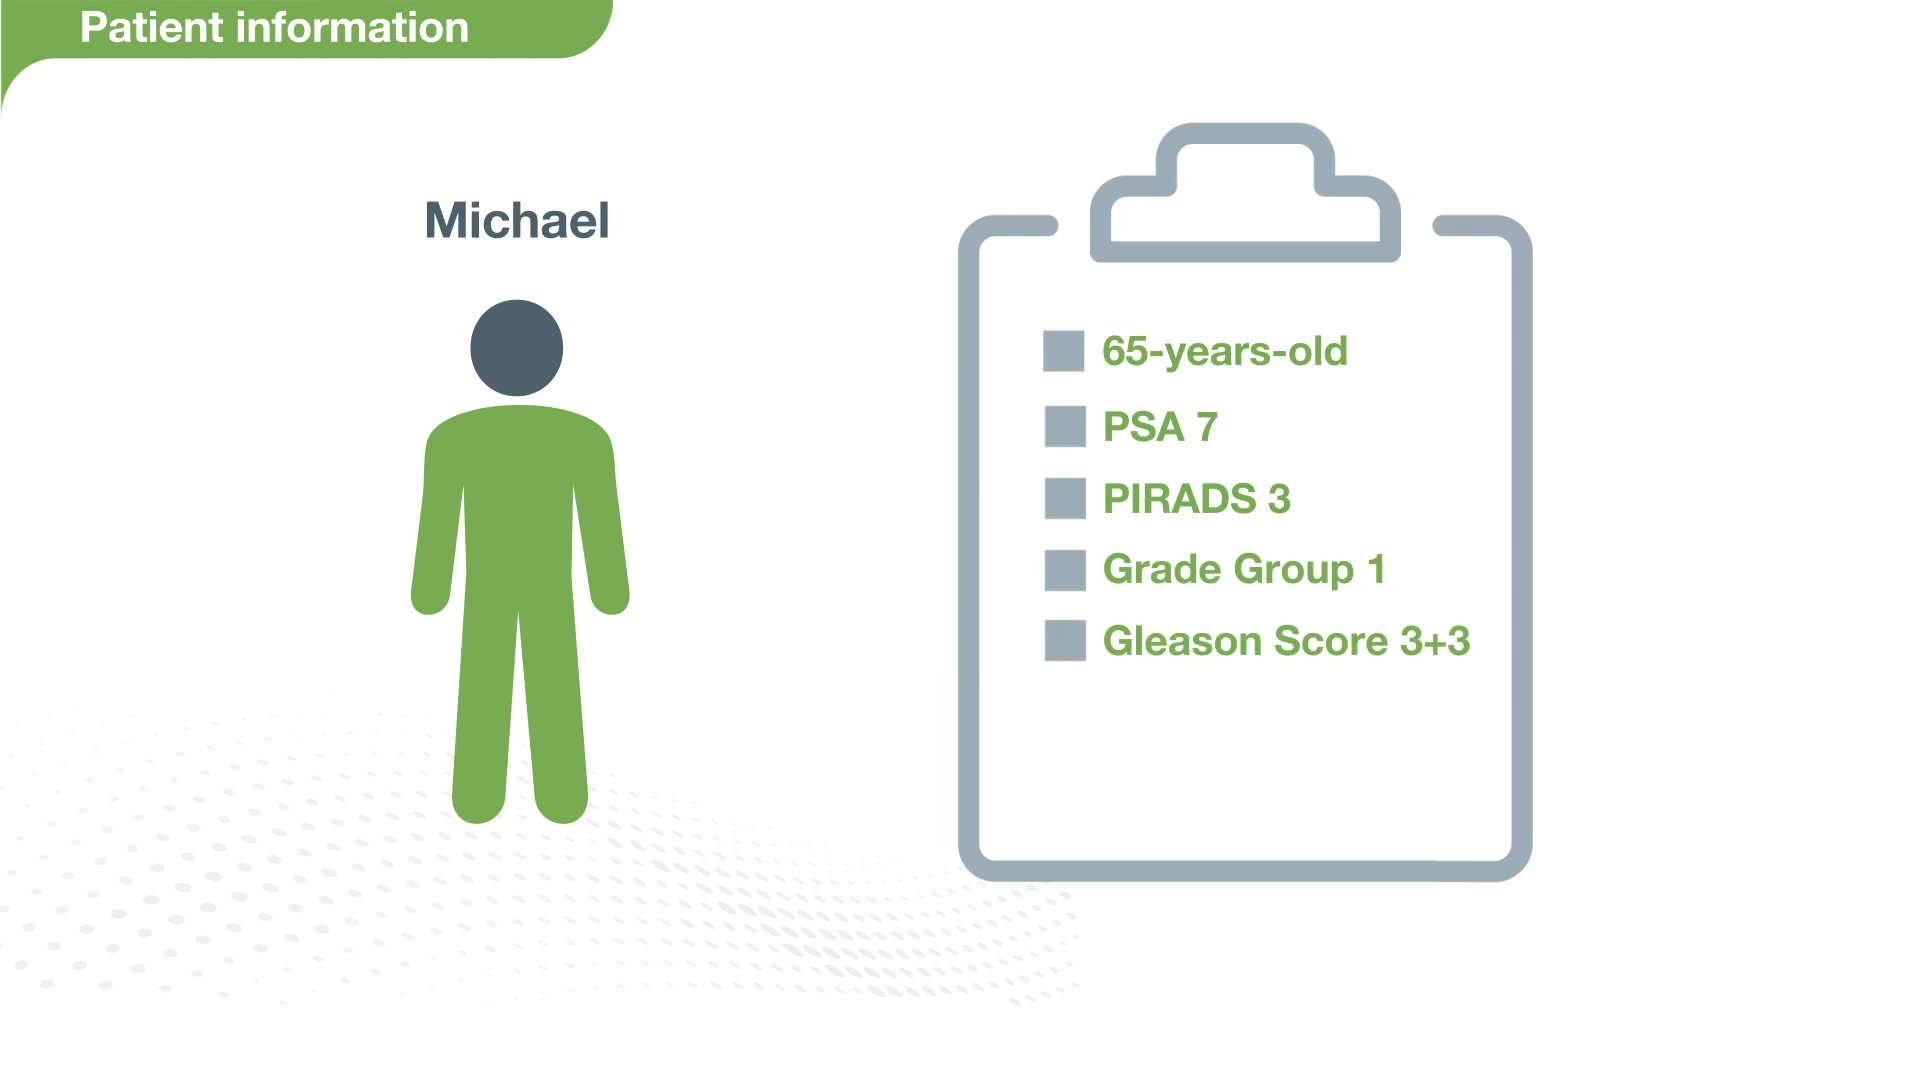 Patient information
Michael
65-years-old
PSA 7
PIRADS 3
Grade Group 1
Gleason Score 3+3